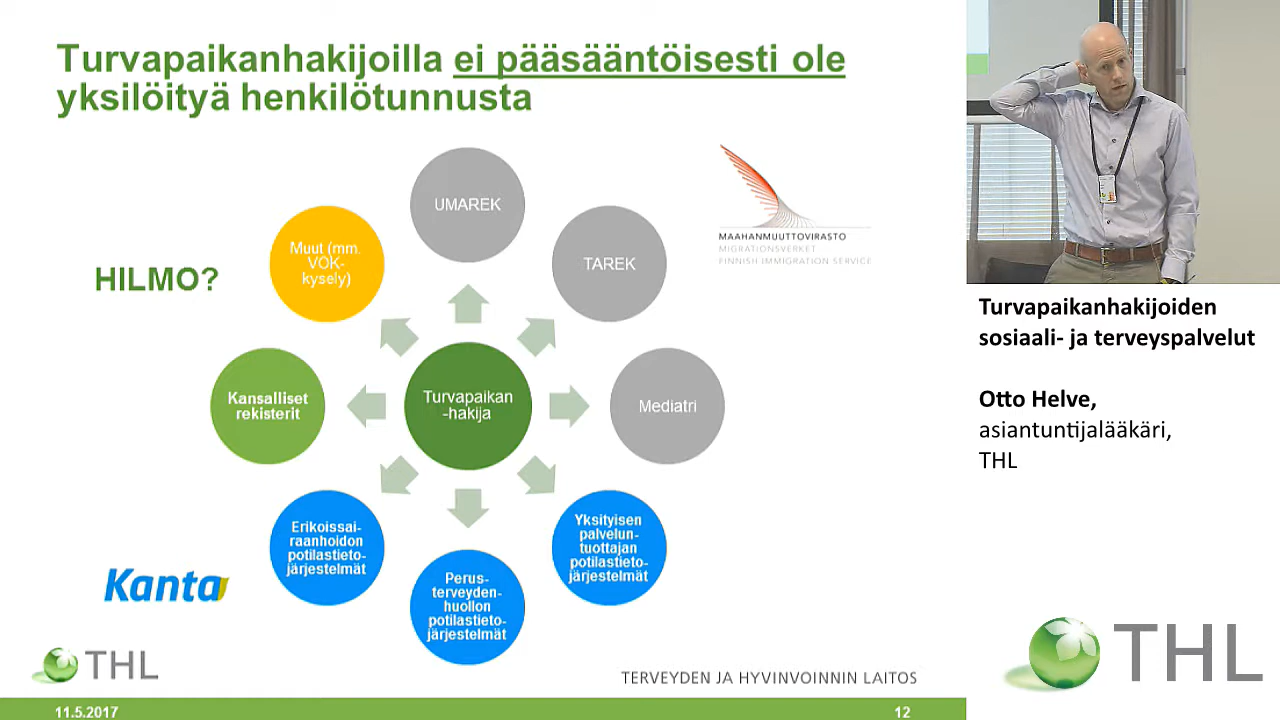 Turvapaikanhakijoilla ei pääsääntöisesti ole
yksilöityä henkilötunnusta
UMAREK
Muut (mm.
VOK-
kysely)
TAREK
MAAHANMUUTTOVIRASTO
MIGRATIONSVERKET
FINNISH IMMIGRATION SERVICE
HILMO?
Kansalliset
rekisterit
Turvapaikan
-hakija
Mediatri
Erikoissai-
raanhoidon
potilastieto-
järjestelmät
Perus-
terveyden-
huollon
potilastieto-
järjestelmät
Yksityisen
palvelun-
tuottajan
potilastieto-
järjestelmät
Kanta
THL
TERVEYDEN JA HYVINVOINNIN LAITOS
11.5.2017
12
Turvapaikanhakijoiden
sosiaali- ja terveyspalvelut
Otto Helve,
asiantuntijalääkäri,
THL
THL